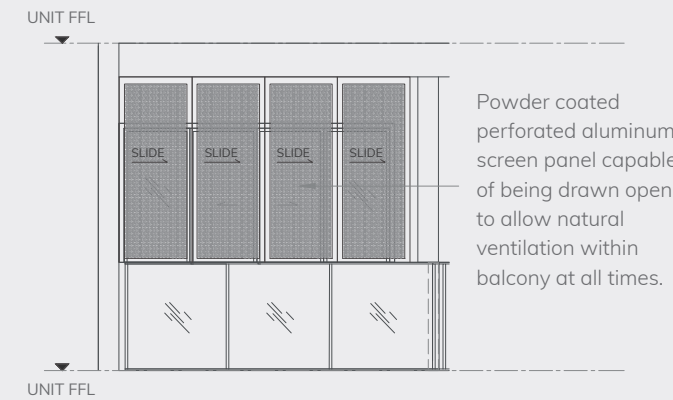 UNIT FFL
Powder coated
perforated aluminum
screen panel capable
of being drawn open
to allow natural
ventilation within
balcony at all times.
SLIDE SLIDE SLIDE SLIDE
UNIT FFL